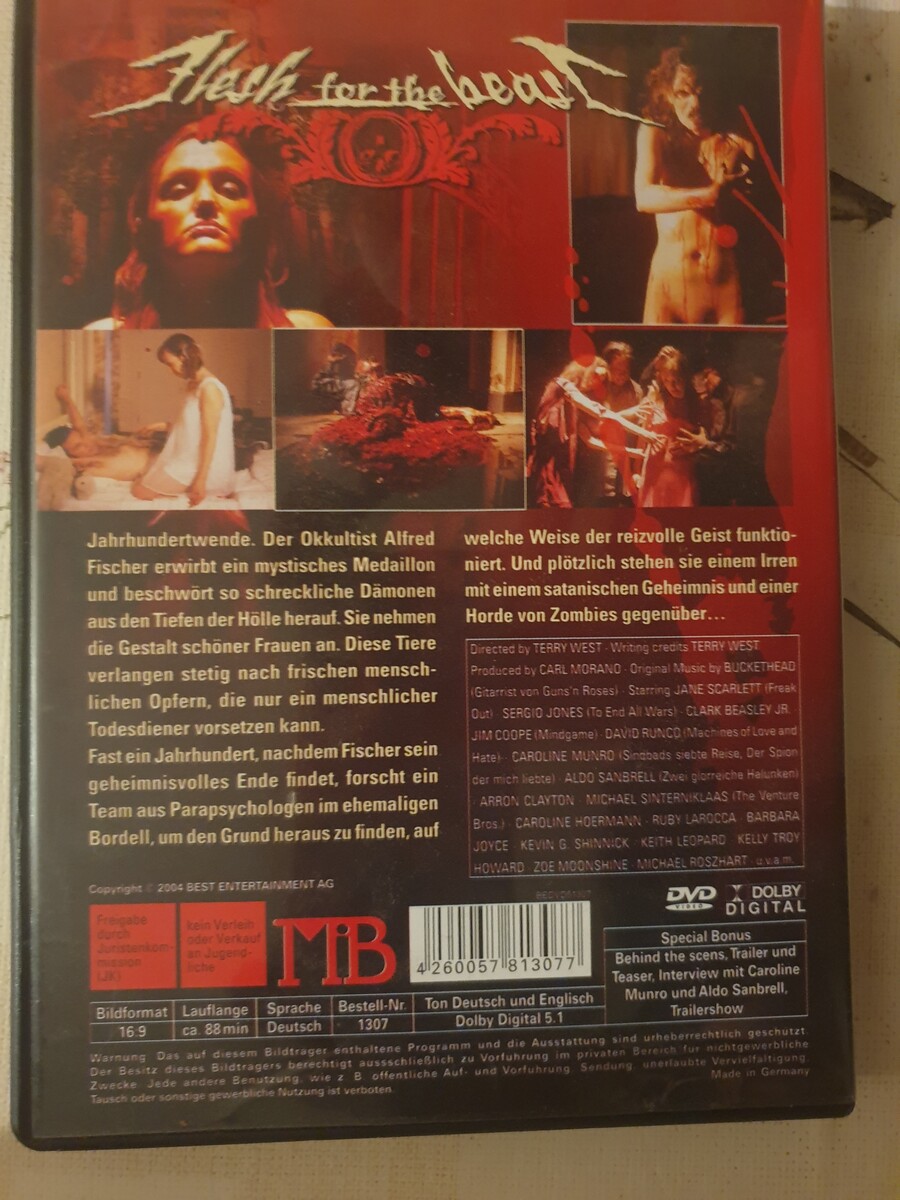 Flesh for the beast
Jahrhundertwende. Der Okkultist Alfred
Fischer erwirbt ein mystisches Medaillon
und beschwört so schreckliche Dämonen
aus den Tiefen der Hölle herauf. Sie nehmen
die Gestalt schöner Frauen an. Diese Tiere
verlangen stetig nach frischen mensch-
lichen Opfern, die nur ein menschlicher
Todesdiener vorsetzen kann.
Fast ein Jahrhundert, nachdem Fischer sein
geheimnisvolles Ende findet, forscht ein
Team aus Parapsychologen im ehemaligen
Bordell, um den Grund heraus zu finden, auf
welche Weise der reizvolle Geist funktio-
niert. Und plötzlich stehen sie einem Irren
mit einem satanischen Geheimnis und einer
Horde von Zombies gegenüber...
Directed by TERRY WEST · Writing credits TERRY WEST
Produced by CARL MORANO · Original Music by BUCKETHEAD
(Gitarrist von Guns'n Roses) · Starring JANE SCARLETT (Freak
Out) · SERGIO JONES (To End All Wars) · CLARK BEASLEY JR.
JIM COOPE (Mindgame) · DAVID RUNCO (Machines of Love and
Hate) · CAROLINE MUNRO (Sindbads siebte Reise, Der Spion
der mich liebte) · ALDO SANBRELL (Zwei glorreiche Halunken)
· ARRON CLAYTON · MICHAEL SINTERNIKLAAS (The Venture
Bros.) · CAROLINE HOERMANN · RUBY LAROCCA · BARBARA
JOYCE · KEVIN G. SHINNICK · KEITH LEOPARD · KELLY TROY
HOWARD · ZOE MOONSHINE · MICHAEL ROSZHART · u.v.a.m.
Copyright © 2004 BEST ENTERTAINMENT AG
DVD VIDEO
DOLBY DIGITAL
Freigabe
durch
Juristenkom-
mission
(JK)
kein Verleih
oder Verkauf
an Jugend-
liche
MiB
4 260057 813077
Special Bonus
Behind the scens, Trailer und
Teaser, Interview mit Caroline
Munro und Aldo Sanbrell,
Trailershow
Bildformat Lauflänge Sprache Bestell-Nr. Ton Deutsch und Englisch
16:9 ca. 88 min Deutsch 1307 Dolby Digital 5.1
Warnung: Das auf diesem Bildträger enthaltene Programm und die Ausstattung sind urheberrechtlich geschützt.
Der Besitz dieses Bildträgers berechtigt aussschließlich zu Vorführung im privaten Bereich für nichtgewerbliche
Zwecke. Jede andere Benutzung, wie z. B. öffentliche Auf- und Vorführung, Sendung, unerlaubte Vervielfältigung,
Tausch oder sonstige gewerbliche Nutzung ist verboten.
Made in Germany